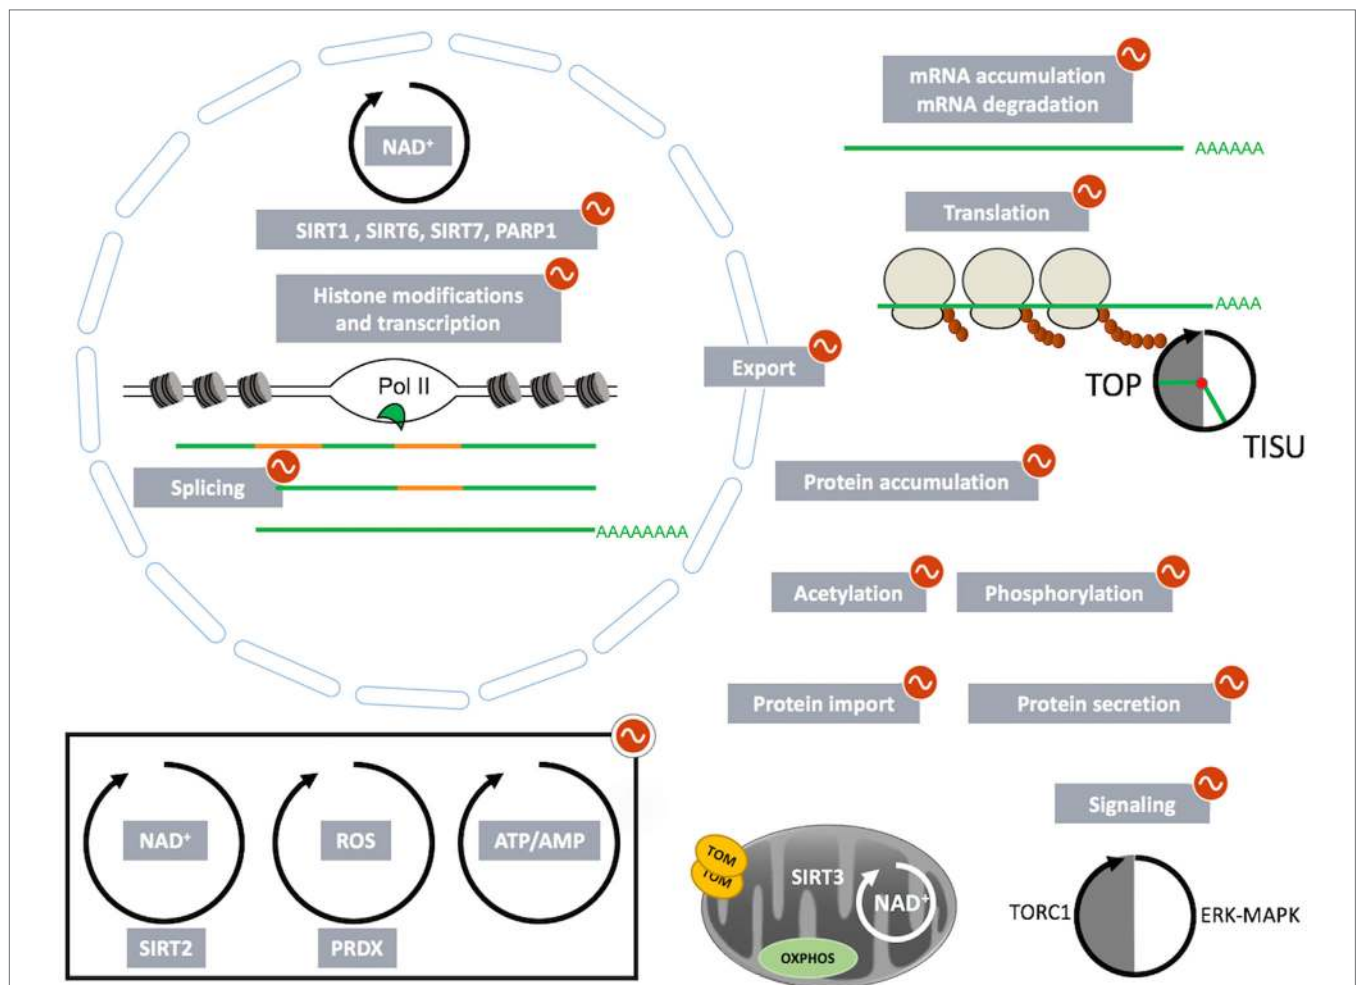 NAD⁺
SIRT1 , SIRT6, SIRT7, PARP1
Histone modifications
and transcription
Pol II
Splicing
AAAAAAAA
Export
mRNA accumulation
mRNA degradation
AAAAAA
Translation
AAAA
TOP
TISU
Protein accumulation
Acetylation
Phosphorylation
Protein import
Protein secretion
Signaling
TORC1
ERK-MAPK
TOM
TOM
SIRT3
NAD⁺
OXPHOS
NAD⁺
ROS
ATP/AMP
SIRT2
PRDX